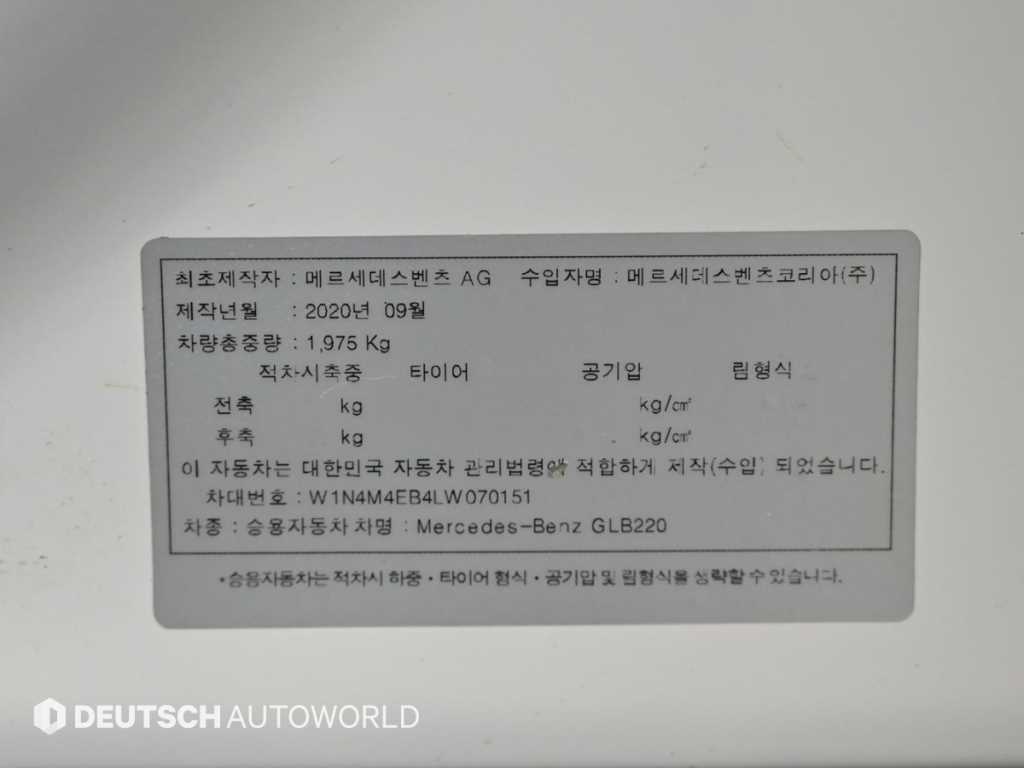 최초제작자 : 메르세데스벤츠 AG 수입자명 : 메르세데스벤츠코리아(주)
제작년월 : 2020년 09월
차량총중량 : 1,975 Kg
적차시축중 타이어 공기압 림형식
전축 kg kg/㎠
후축 kg kg/㎠
이 자동차는 대한민국 자동차 관리법령에 적합하게 제작(수입) 되었습니다.
차대번호 : W1N4M4EB4LW070151
차종 : 승용자동차 차명 : Mercedes-Benz GLB220
•승용자동차는 적차시 하중 • 타이어 형식 • 공기압 및 림형식을 생략할 수 있습니다.
DEUTSCH AUTOWORLD